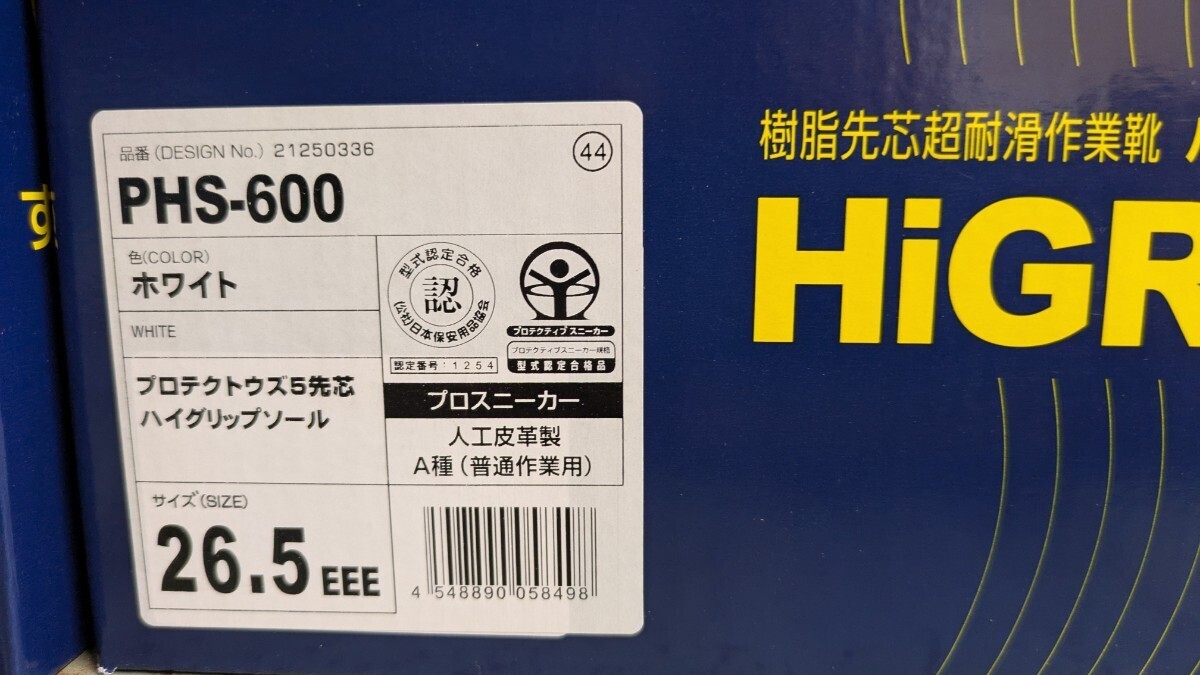 品番(DESIGN No.) 21250336
44
PHS-600
色(COLOR)
ホワイト
WHITE
型式認定合格
認
(公社)日本保安用品協会
認定番号:1254
プロテクティブスニーカー
プロテクティブスニーカー規格
型式認定合格品
プロテクトウズ5先芯
ハイグリップソール
プロスニーカー
人工皮革製
A種(普通作業用)
サイズ(SIZE)
26.5 EEE
4 548890 058498
樹脂先芯超耐滑作業靴
HiGR
す